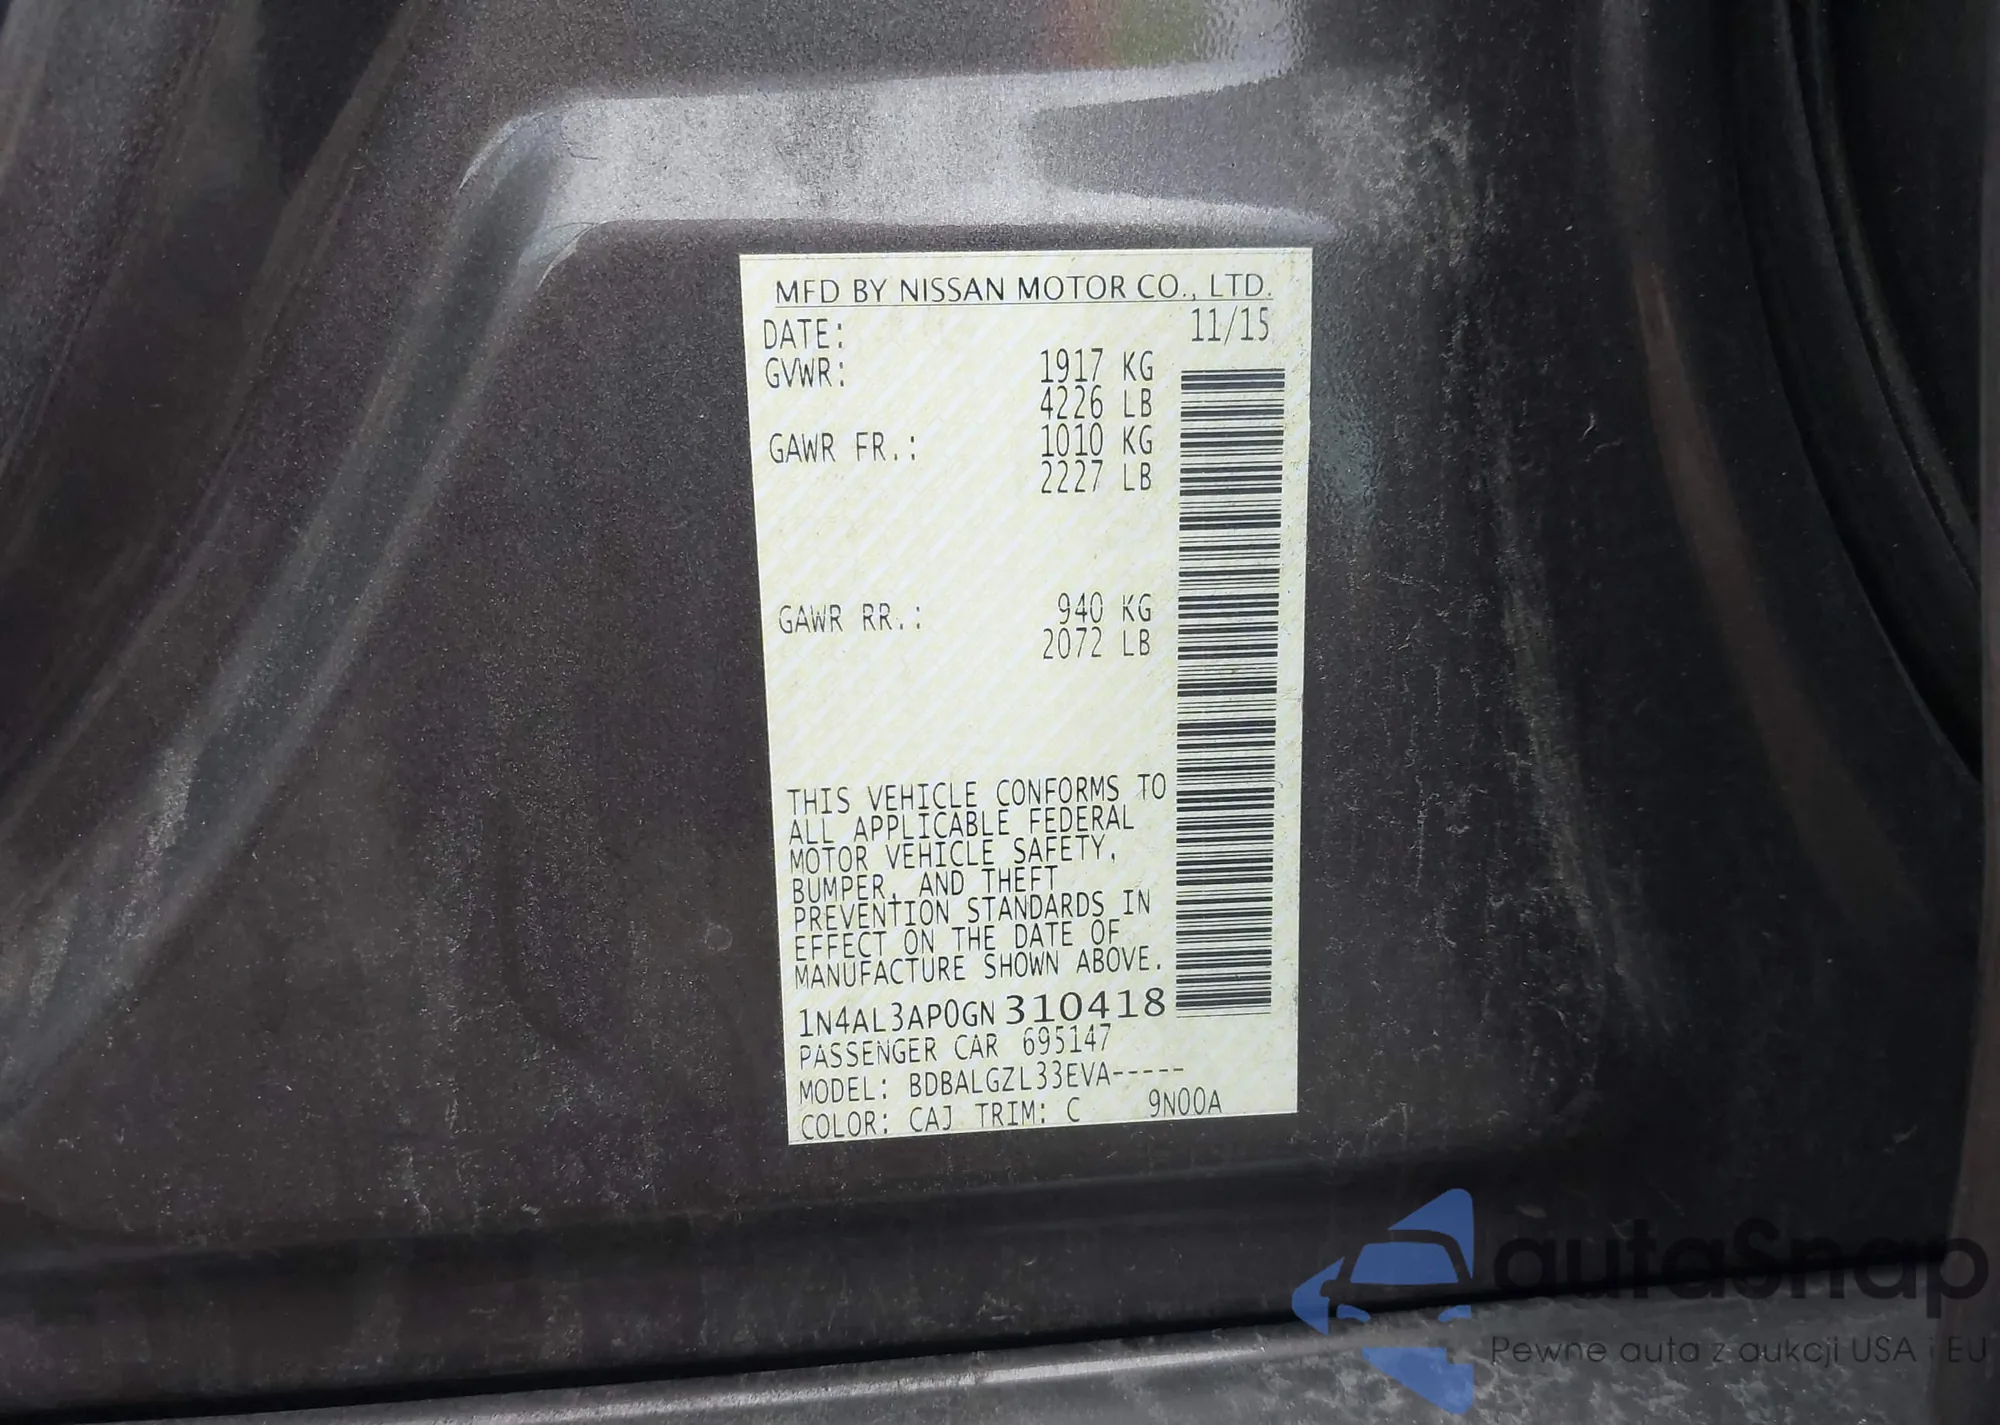 MFD BY NISSAN MOTOR CO., LTD.
DATE: 11/15
GVWR: 1917 KG
4226 LB
GAWR FR.: 1010 KG
2227 LB
GAWR RR.: 940 KG
2072 LB
THIS VEHICLE CONFORMS TO
ALL APPLICABLE FEDERAL
MOTOR VEHICLE SAFETY,
BUMPER, AND THEFT
PREVENTION STANDARDS IN
EFFECT ON THE DATE OF
MANUFACTURE SHOWN ABOVE.
1N4AL3AP0GN310418
PASSENGER CAR 695147
MODEL: BDBALGZL33EVA-----
COLOR: CAJ TRIM: C 9N00A
autaSnap
Pewne auta z aukcji USA i EU